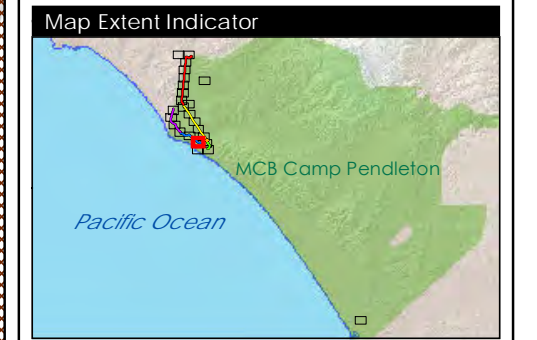 Map Extent Indicator
MCB Camp Pendleton
Pacific Ocean